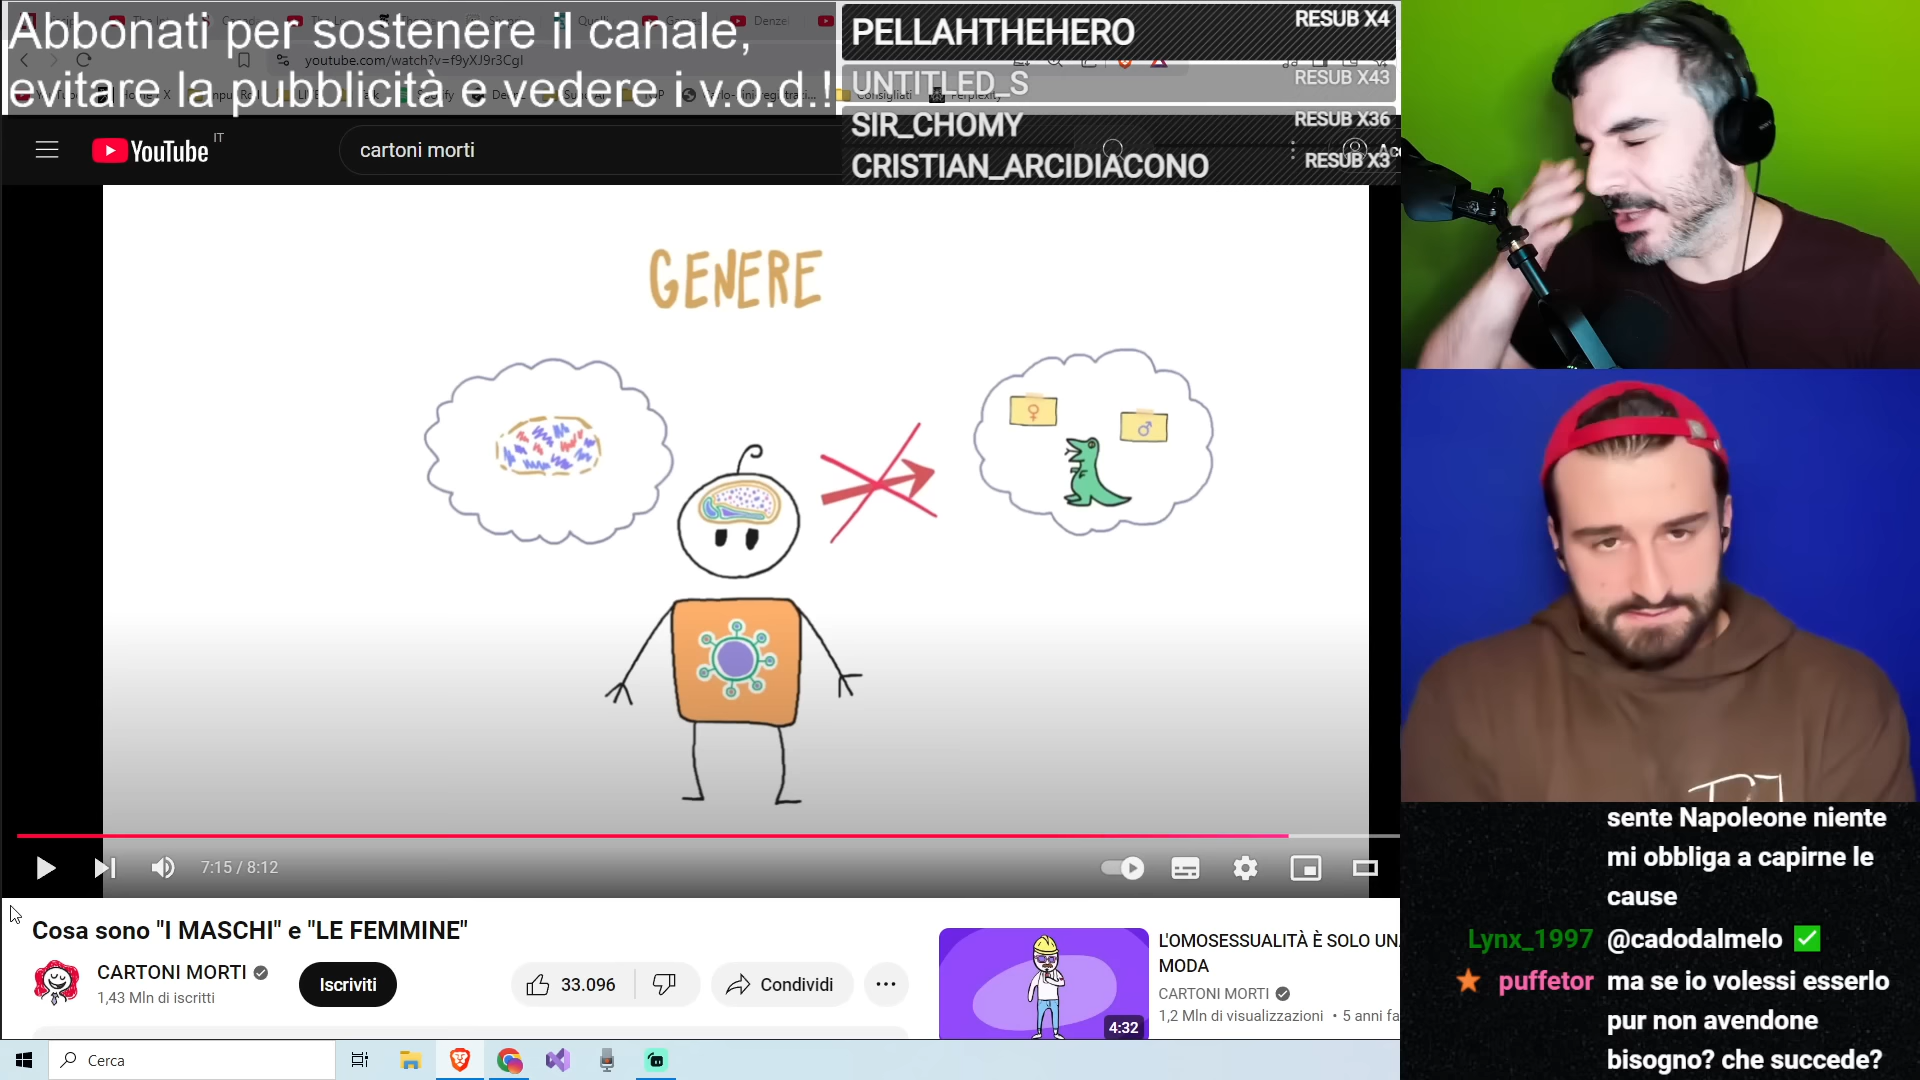 Abbonati per sostenere il canale,
evitare la pubblicità e vedere i v.o.d.!!
youtube.com/watch?v=f9yXJ9r3CgI
PELLAHTHEHERO RESUB X4
UNTITLED_S RESUB X43
SIR_CHOMY RESUB X36
CRISTIAN_ARCIDIACONO RESUB X3
YouTube IT
cartoni morti
GENERE
7:15 / 8:12
Cosa sono "I MASCHI" e "LE FEMMINE"
CARTONI MORTI
1,43 Mln di iscritti
Iscriviti
33.096
Condividi
L'OMOSESSUALITÀ È SOLO UN
MODA
CARTONI MORTI
1,2 Mln di visualizzazioni • 5 anni fa
4:32
sente Napoleone niente
mi obbliga a capirne le
cause
Lynx_1997 @cadodalmelo
puffetor ma se io volessi esserlo
pur non avendone
bisogno? che succede?
Cerca